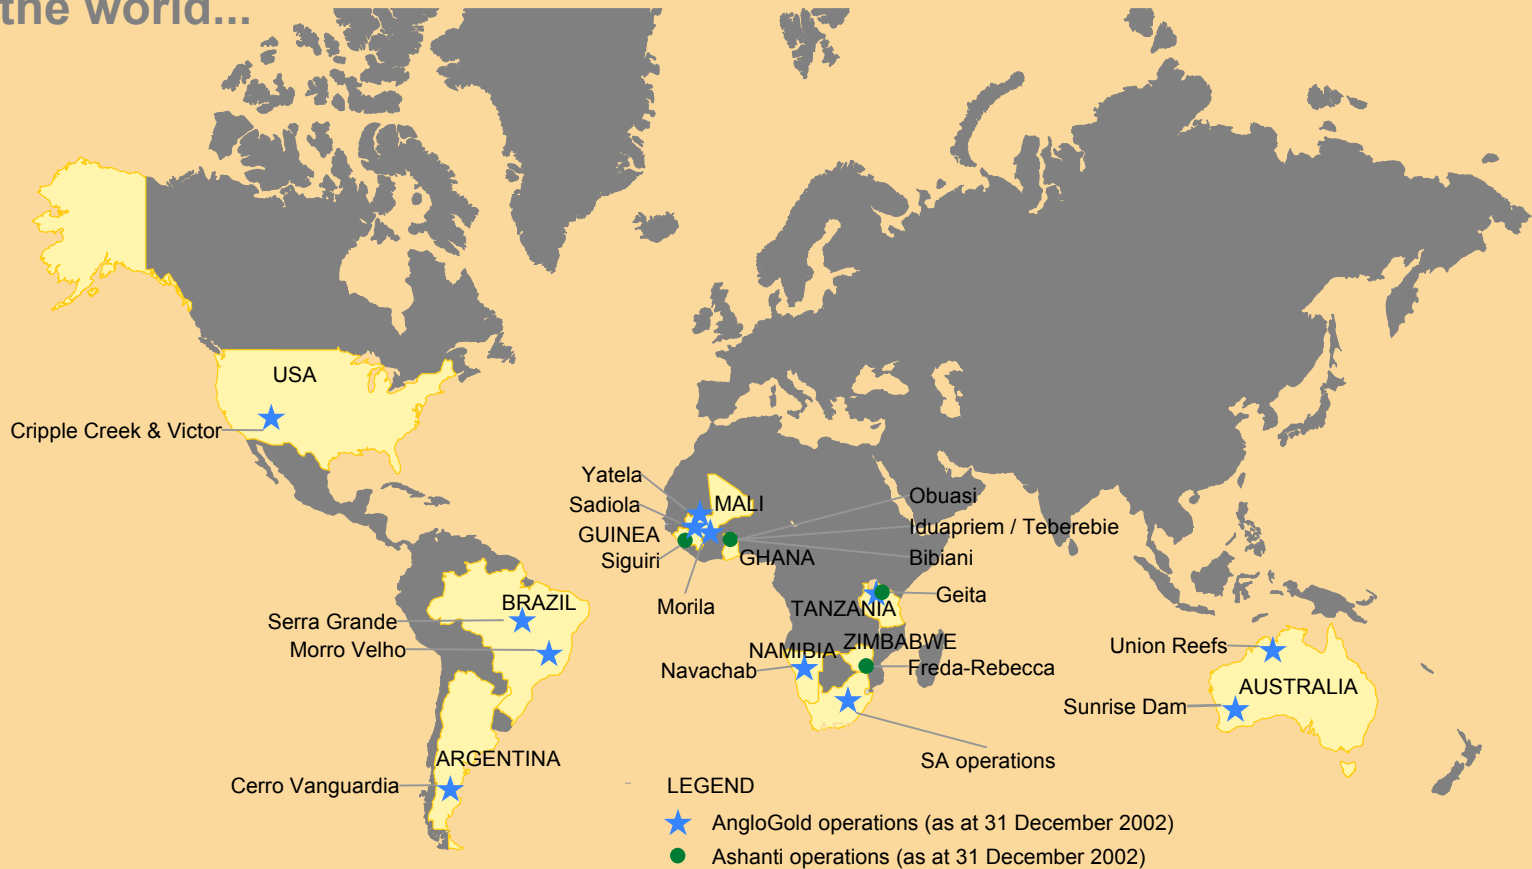 the world...
USA
Cripple Creek & Victor
Yatela
MALI
Sadiola
Obuasi
GUINEA
Iduapriem / Teberebie
Siguiri
GHANA
Bibiani
Morila
Geita
BRAZIL
TANZANIA
Serra Grande
Morro Velho
ZIMBABWE
NAMIBIA
Navachab
Freda-Rebecca
Union Reefs
AUSTRALIA
Sunrise Dam
ARGENTINA
SA operations
Cerro Vanguardia
LEGEND
AngloGold operations (as at 31 December 2002)
Ashanti operations (as at 31 December 2002)